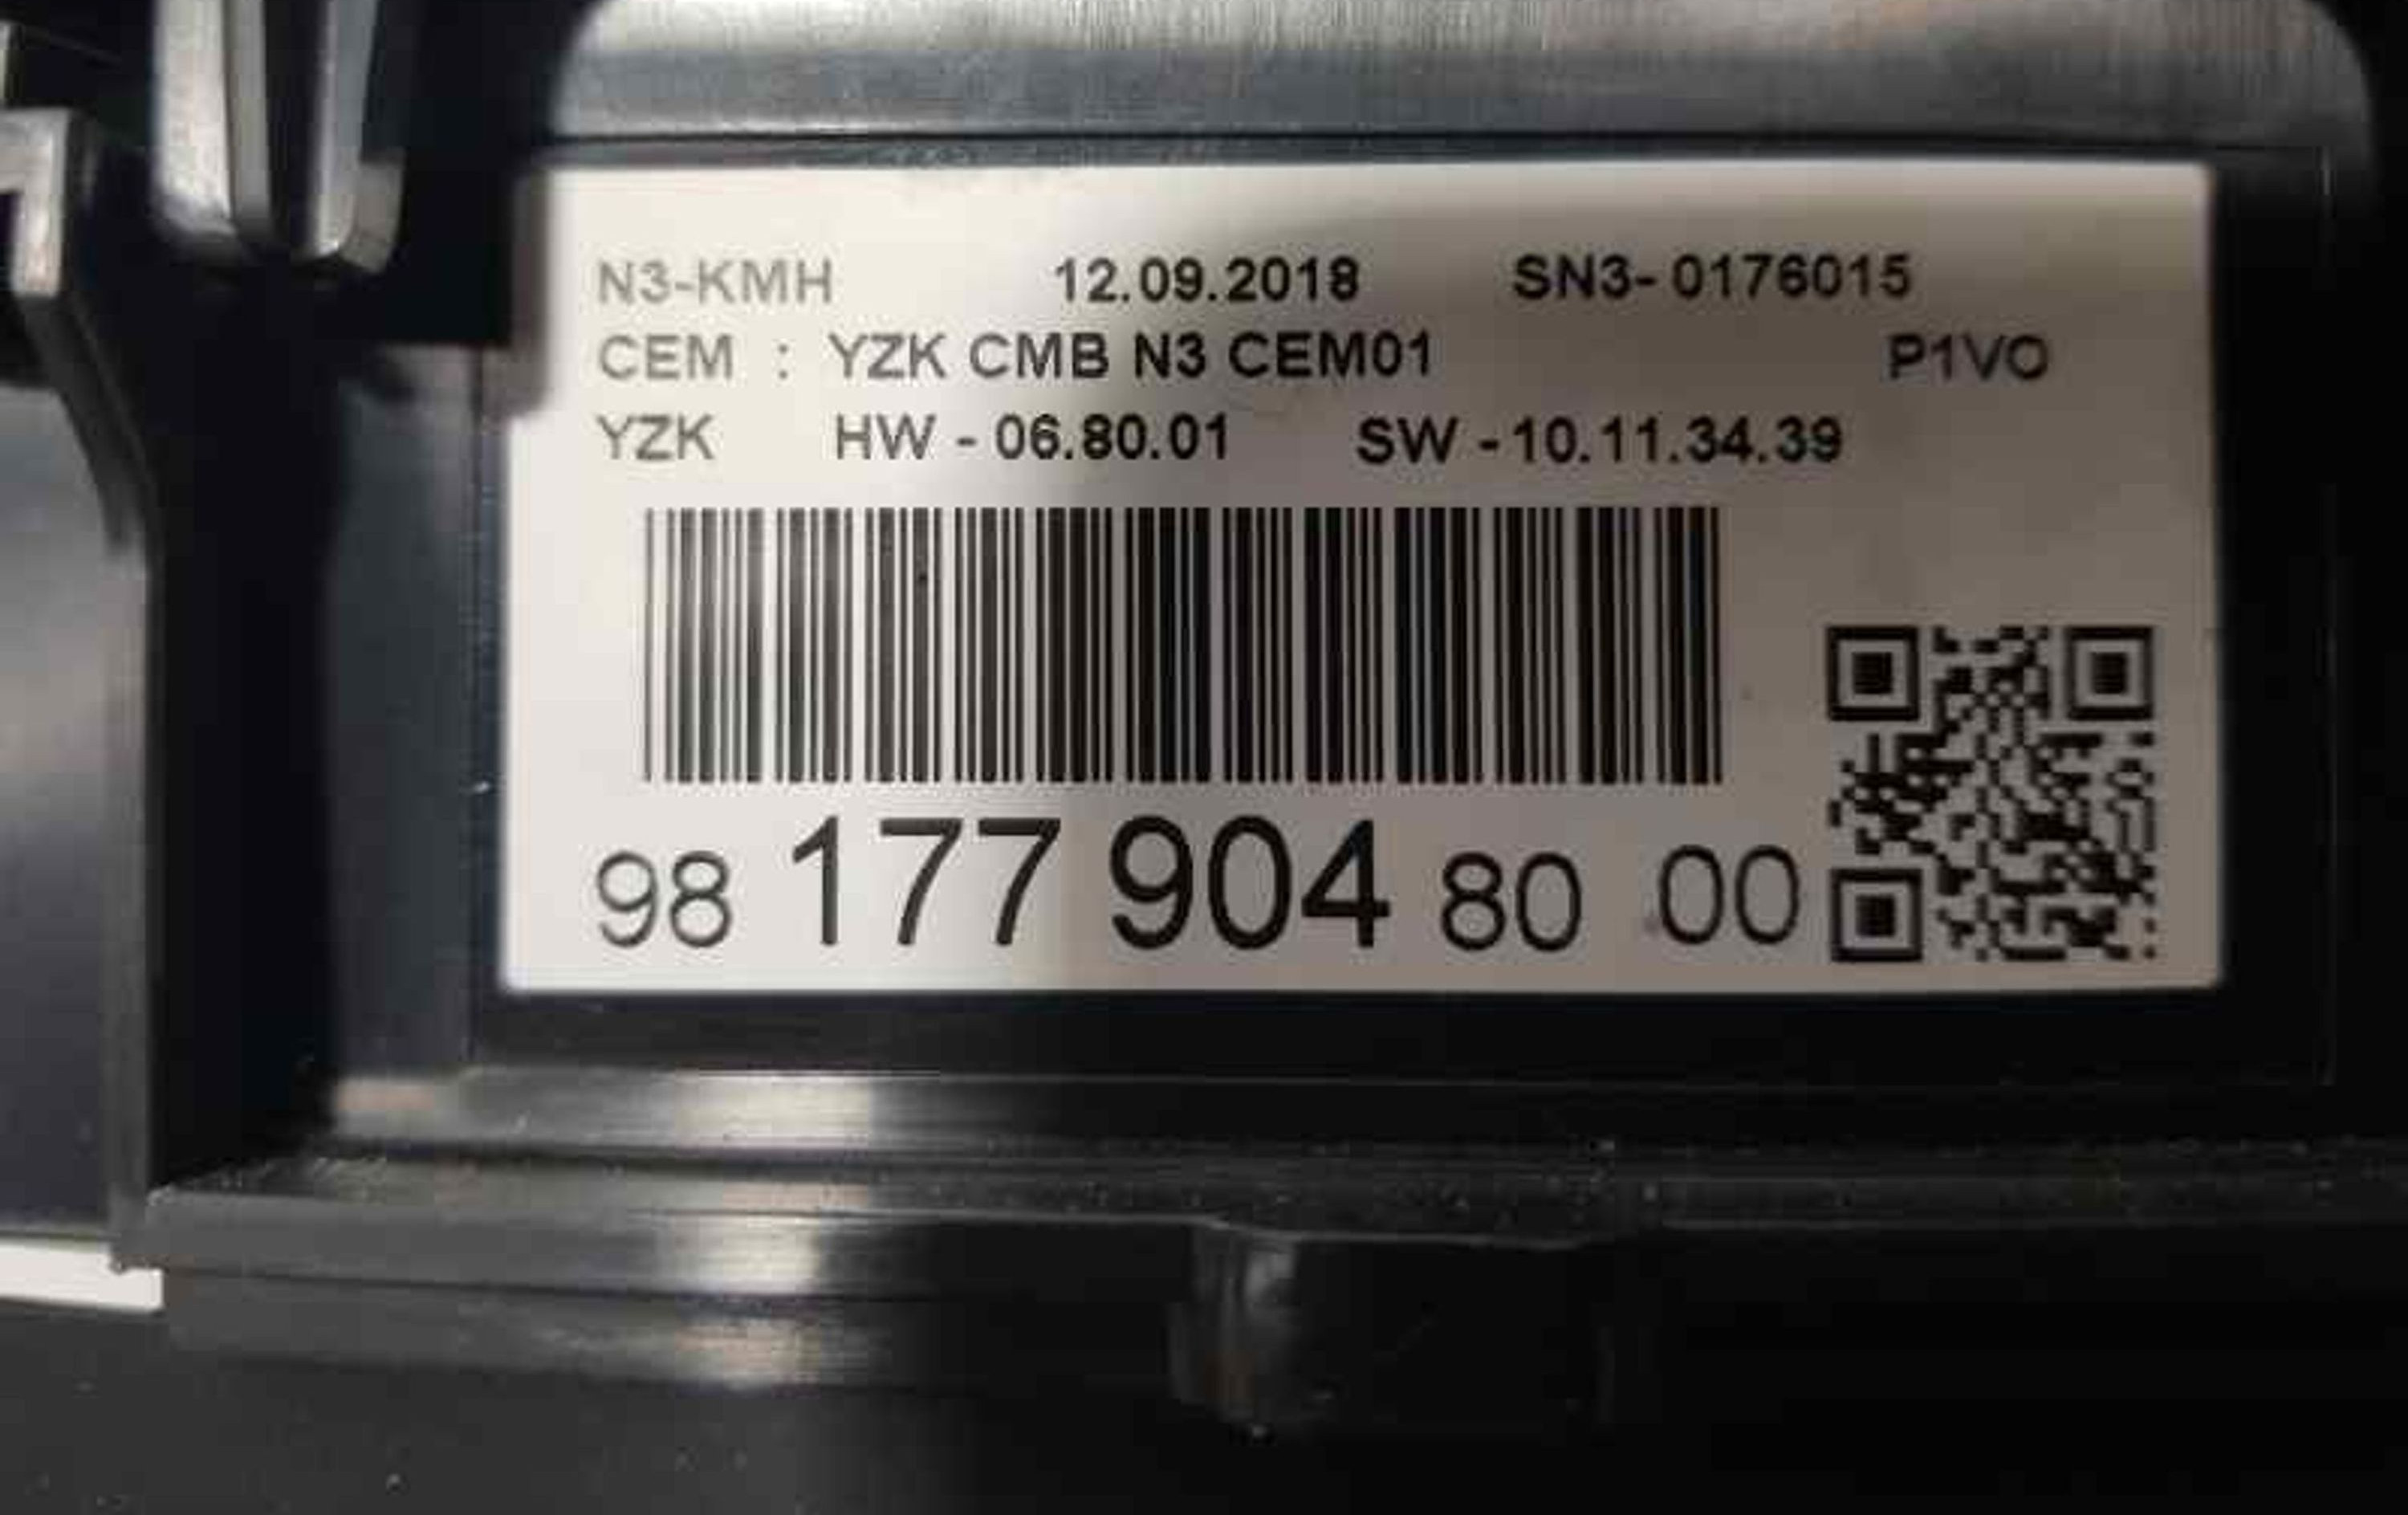 N3-KMH 12.09.2018 SN3- 0176015
CEM : YZK CMB N3 CEM01 P1VO
YZK HW - 06.80.01 SW -10.11.34.39
98 177 904 80 00